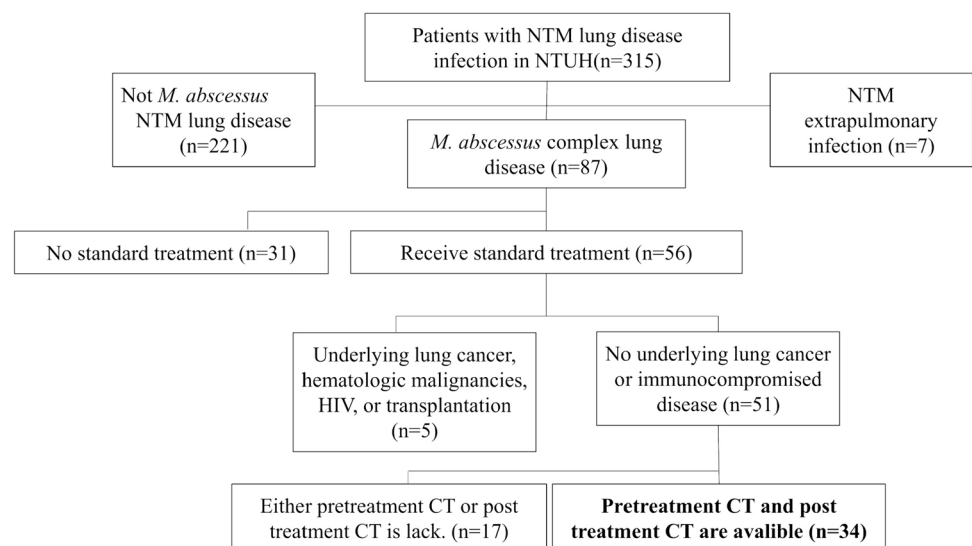 Patients with NTM lung disease
infection in NTUH(n=315)
Not M. abscessus
NTM lung disease
(n=221)
NTM
extrapulmonary
infection (n=7)
M. abscessus complex lung
disease (n=87)
No standard treatment (n=31)
Receive standard treatment (n=56)
Underlying lung cancer,
hematologic malignancies,
HIV, or transplantation
(n=5)
No underlying lung cancer
or immunocompromised
disease (n=51)
Either pretreatment CT or post
treatment CT is lack. (n=17)
Pretreatment CT and post
treatment CT are avalible (n=34)